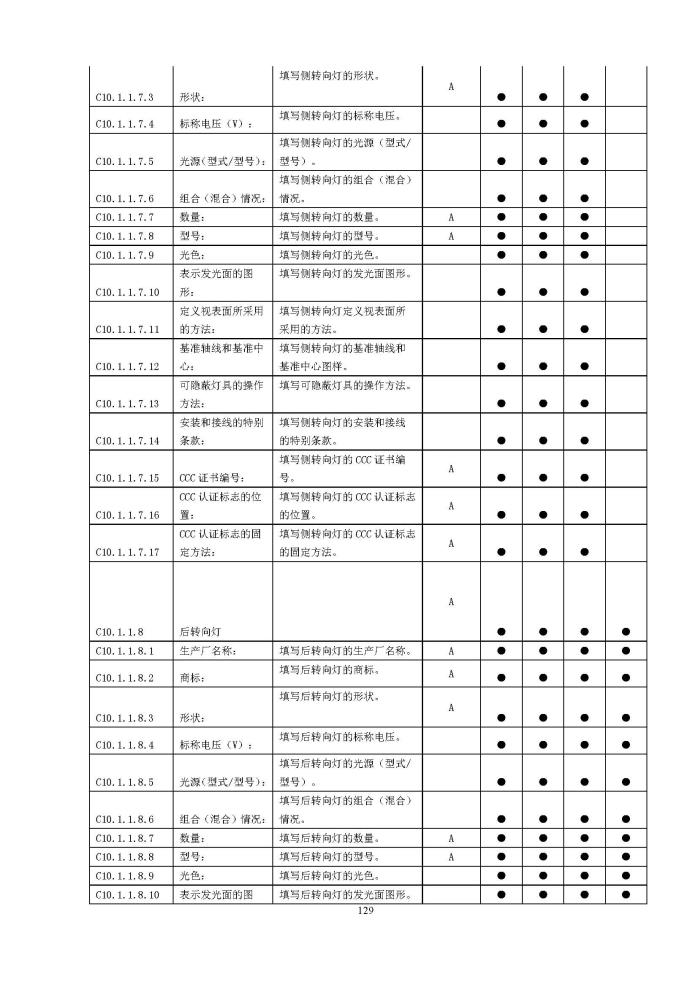 C10.1.1.7.3 形状： 填写侧转向灯的形状。 A ● ● ●
C10.1.1.7.4 标称电压（V）： 填写侧转向灯的标称电压。 ● ● ●
C10.1.1.7.5 光源(型式/型号)： 填写侧转向灯的光源（型式/
型号）。 ● ● ●
C10.1.1.7.6 组合（混合）情况： 填写侧转向灯的组合（混合）
情况。 ● ● ●
C10.1.1.7.7 数量： 填写侧转向灯的数量。 A ● ● ●
C10.1.1.7.8 型号： 填写侧转向灯的型号。 A ● ● ●
C10.1.1.7.9 光色： 填写侧转向灯的光色。 ● ● ●
表示发光面的图 填写侧转向灯的发光面图形。
C10.1.1.7.10 形： ● ● ●
定义视表面所采用 填写侧转向灯定义视表面所
C10.1.1.7.11 的方法： 采用的方法。 ● ● ●
基准轴线和基准中 填写侧转向灯的基准轴线和
C10.1.1.7.12 心： 基准中心图样。 ● ● ●
可隐蔽灯具的操作 填写可隐蔽灯具的操作方法。
C10.1.1.7.13 方法： ● ● ●
安装和接线的特别 填写侧转向灯的安装和接线
C10.1.1.7.14 条款： 的特别条款。 ● ● ●
填写侧转向灯的 CCC 证书编
C10.1.1.7.15 CCC 证书编号： 号。 A ● ● ●
CCC 认证标志的位 填写侧转向灯的 CCC 认证标志
C10.1.1.7.16 置： 的位置。 A ● ● ●
CCC 认证标志的固 填写侧转向灯的 CCC 认证标志
C10.1.1.7.17 定方法： 的固定方法。 A ● ● ●
C10.1.1.8 后转向灯 A ● ● ● ●
C10.1.1.8.1 生产厂名称： 填写后转向灯的生产厂名称。 A ● ● ● ●
C10.1.1.8.2 商标： 填写后转向灯的商标。 A ● ● ● ●
C10.1.1.8.3 形状： 填写后转向灯的形状。 A ● ● ● ●
C10.1.1.8.4 标称电压（V）： 填写后转向灯的标称电压。 ● ● ● ●
填写后转向灯的光源（型式/
C10.1.1.8.5 光源(型式/型号)： 型号）。 ● ● ● ●
填写后转向灯的组合（混合）
C10.1.1.8.6 组合（混合）情况： 情况。 ● ● ● ●
C10.1.1.8.7 数量： 填写后转向灯的数量。 A ● ● ● ●
C10.1.1.8.8 型号： 填写后转向灯的型号。 A ● ● ● ●
C10.1.1.8.9 光色： 填写后转向灯的光色。 ● ● ● ●
C10.1.1.8.10 表示发光面的图 填写后转向灯的发光面图形。 ● ● ● ●
129